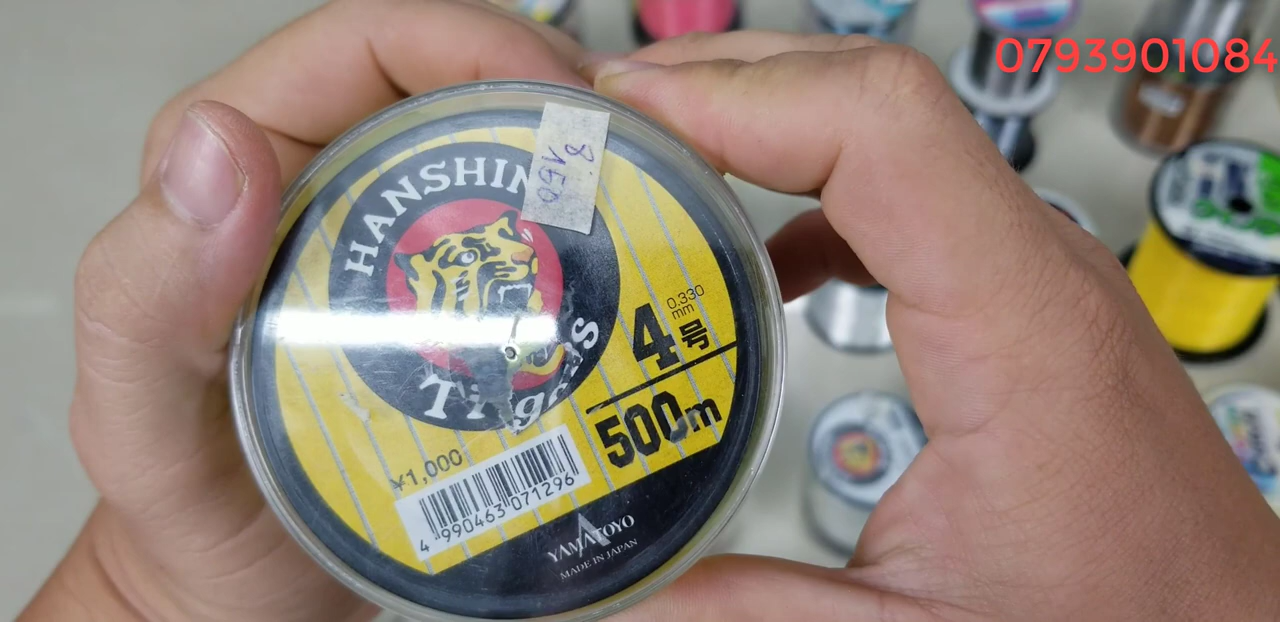 0793901084
HANSHIN
Tigers
8.
150
0.330
mm
4号
500m
¥1,000
4 990463 071296
YAMATOYO
MADE IN JAPAN